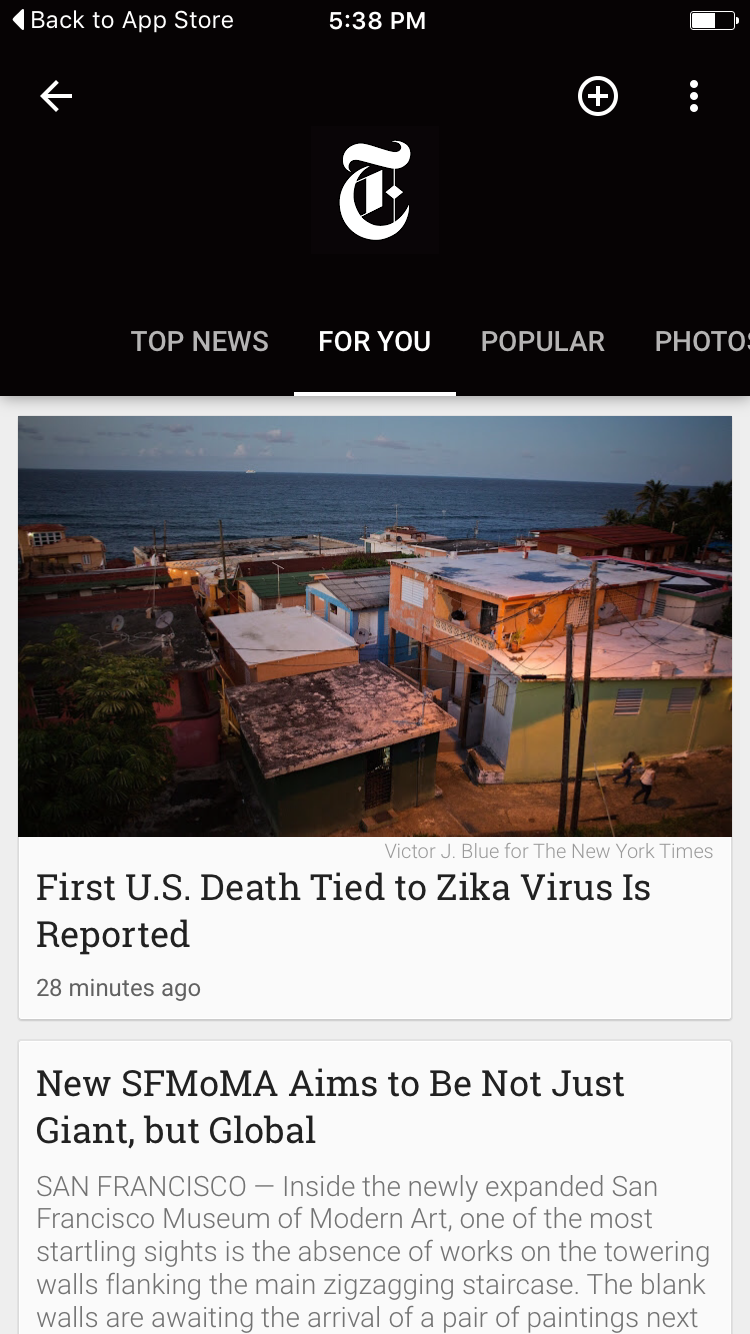 Back to App Store
5:38 PM
TOP NEWS
FOR YOU
POPULAR
PHOTOS
Victor J. Blue for The New York Times
First U.S. Death Tied to Zika Virus Is
Reported
28 minutes ago
New SFMoMA Aims to Be Not Just
Giant, but Global
SAN FRANCISCO — Inside the newly expanded San
Francisco Museum of Modern Art, one of the most
startling sights is the absence of works on the towering
walls flanking the main zigzagging staircase. The blank
walls are awaiting the arrival of a pair of paintings next